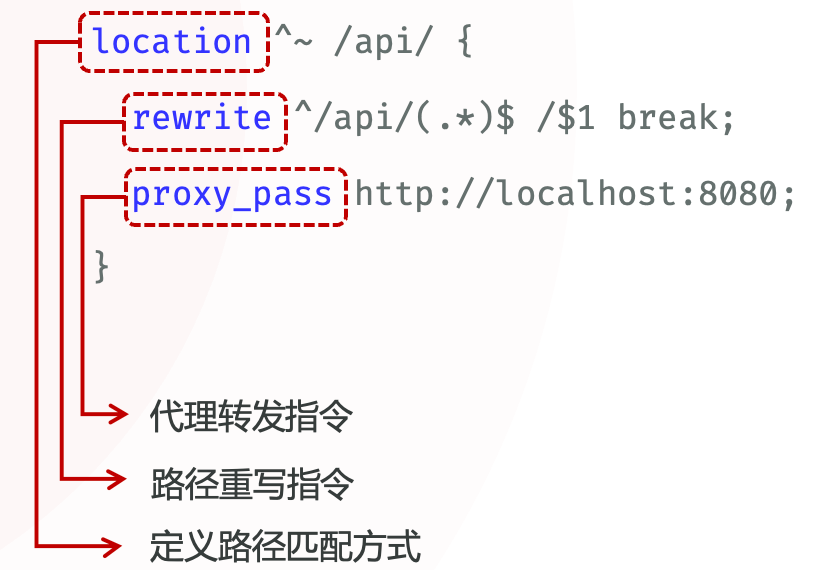 location ^~ /api/ {
rewrite ^/api/(.*)$ /$1 break;
proxy_pass http://localhost:8080;
}
代理转发指令
路径重写指令
定义路径匹配方式